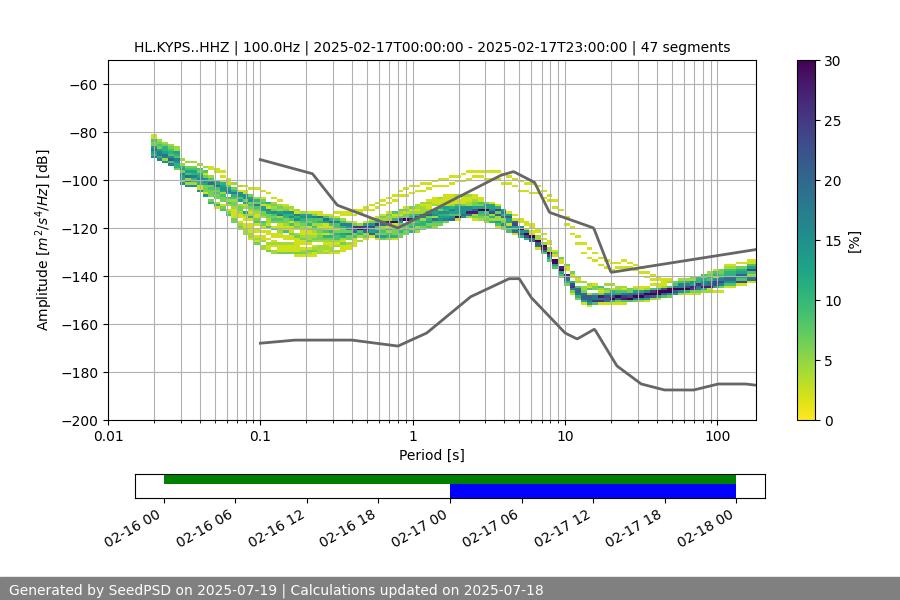 HL.KYPS..HHZ | 100.0Hz | 2025-02-17T00:00:00 - 2025-02-17T23:00:00 | 47 segments
Amplitude [m²/s⁴/Hz] [dB]
−60
−80
−100
−120
−140
−160
−180
−200
0.01 0.1 1 10 100
Period [s]
30
25
20
15
10
5
0
[%]
02-16 00 02-16 06 02-16 12 02-16 18 02-17 00 02-17 06 02-17 12 02-17 18 02-18 00
Generated by SeedPSD on 2025-07-19 | Calculations updated on 2025-07-18